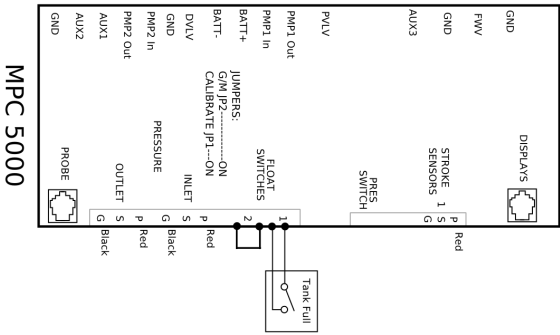 MPC 5000
GND
AUX2
AUX1
PMP2 Out
PMP2 In
GND
DVLV
BATT-
BATT+
PMP1 In
PMP1 Out
PVLV
AUX3
GND
FWV
GND
JUMPERS:
G/M JP2-----------ON
CALIBRATE JP1---ON
PROBE
OUTLET
PRESSURE
INLET
FLOAT
SWITCHES
PRES
SWITCH
STROKE
SENSORS
1
DISPLAYS
G
S
P
G
S
P
2
1
G
S
P
Black
Red
Black
Red
Red
Tank Full